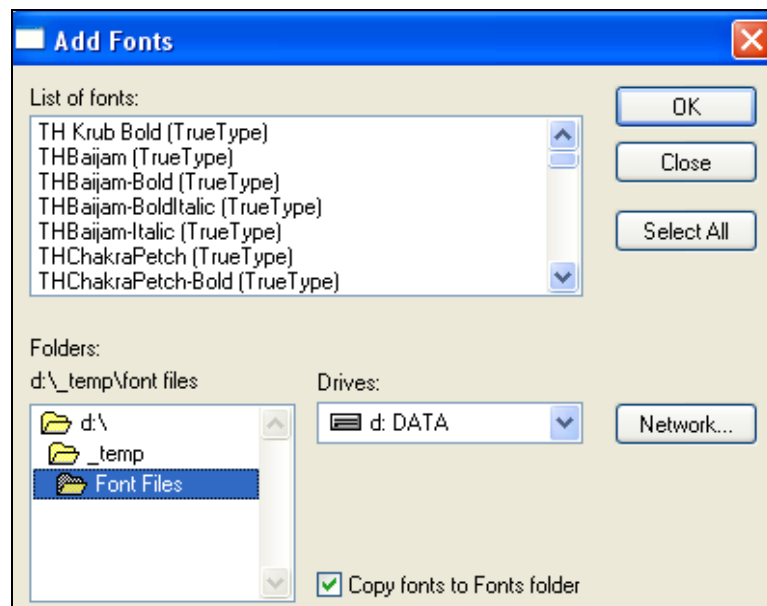 Add Fonts
List of fonts:
TH Krub Bold (TrueType)
THBaijam (TrueType)
THBaijam-Bold (TrueType)
THBaijam-BoldItalic (TrueType)
THBaijam-Italic (TrueType)
THChakraPetch (TrueType)
THChakraPetch-Bold (TrueType)
OK
Close
Select All
Folders:
d:\_temp\font files
d:\
_temp
Font Files
Drives:
d: DATA
Network...
Copy fonts to Fonts folder